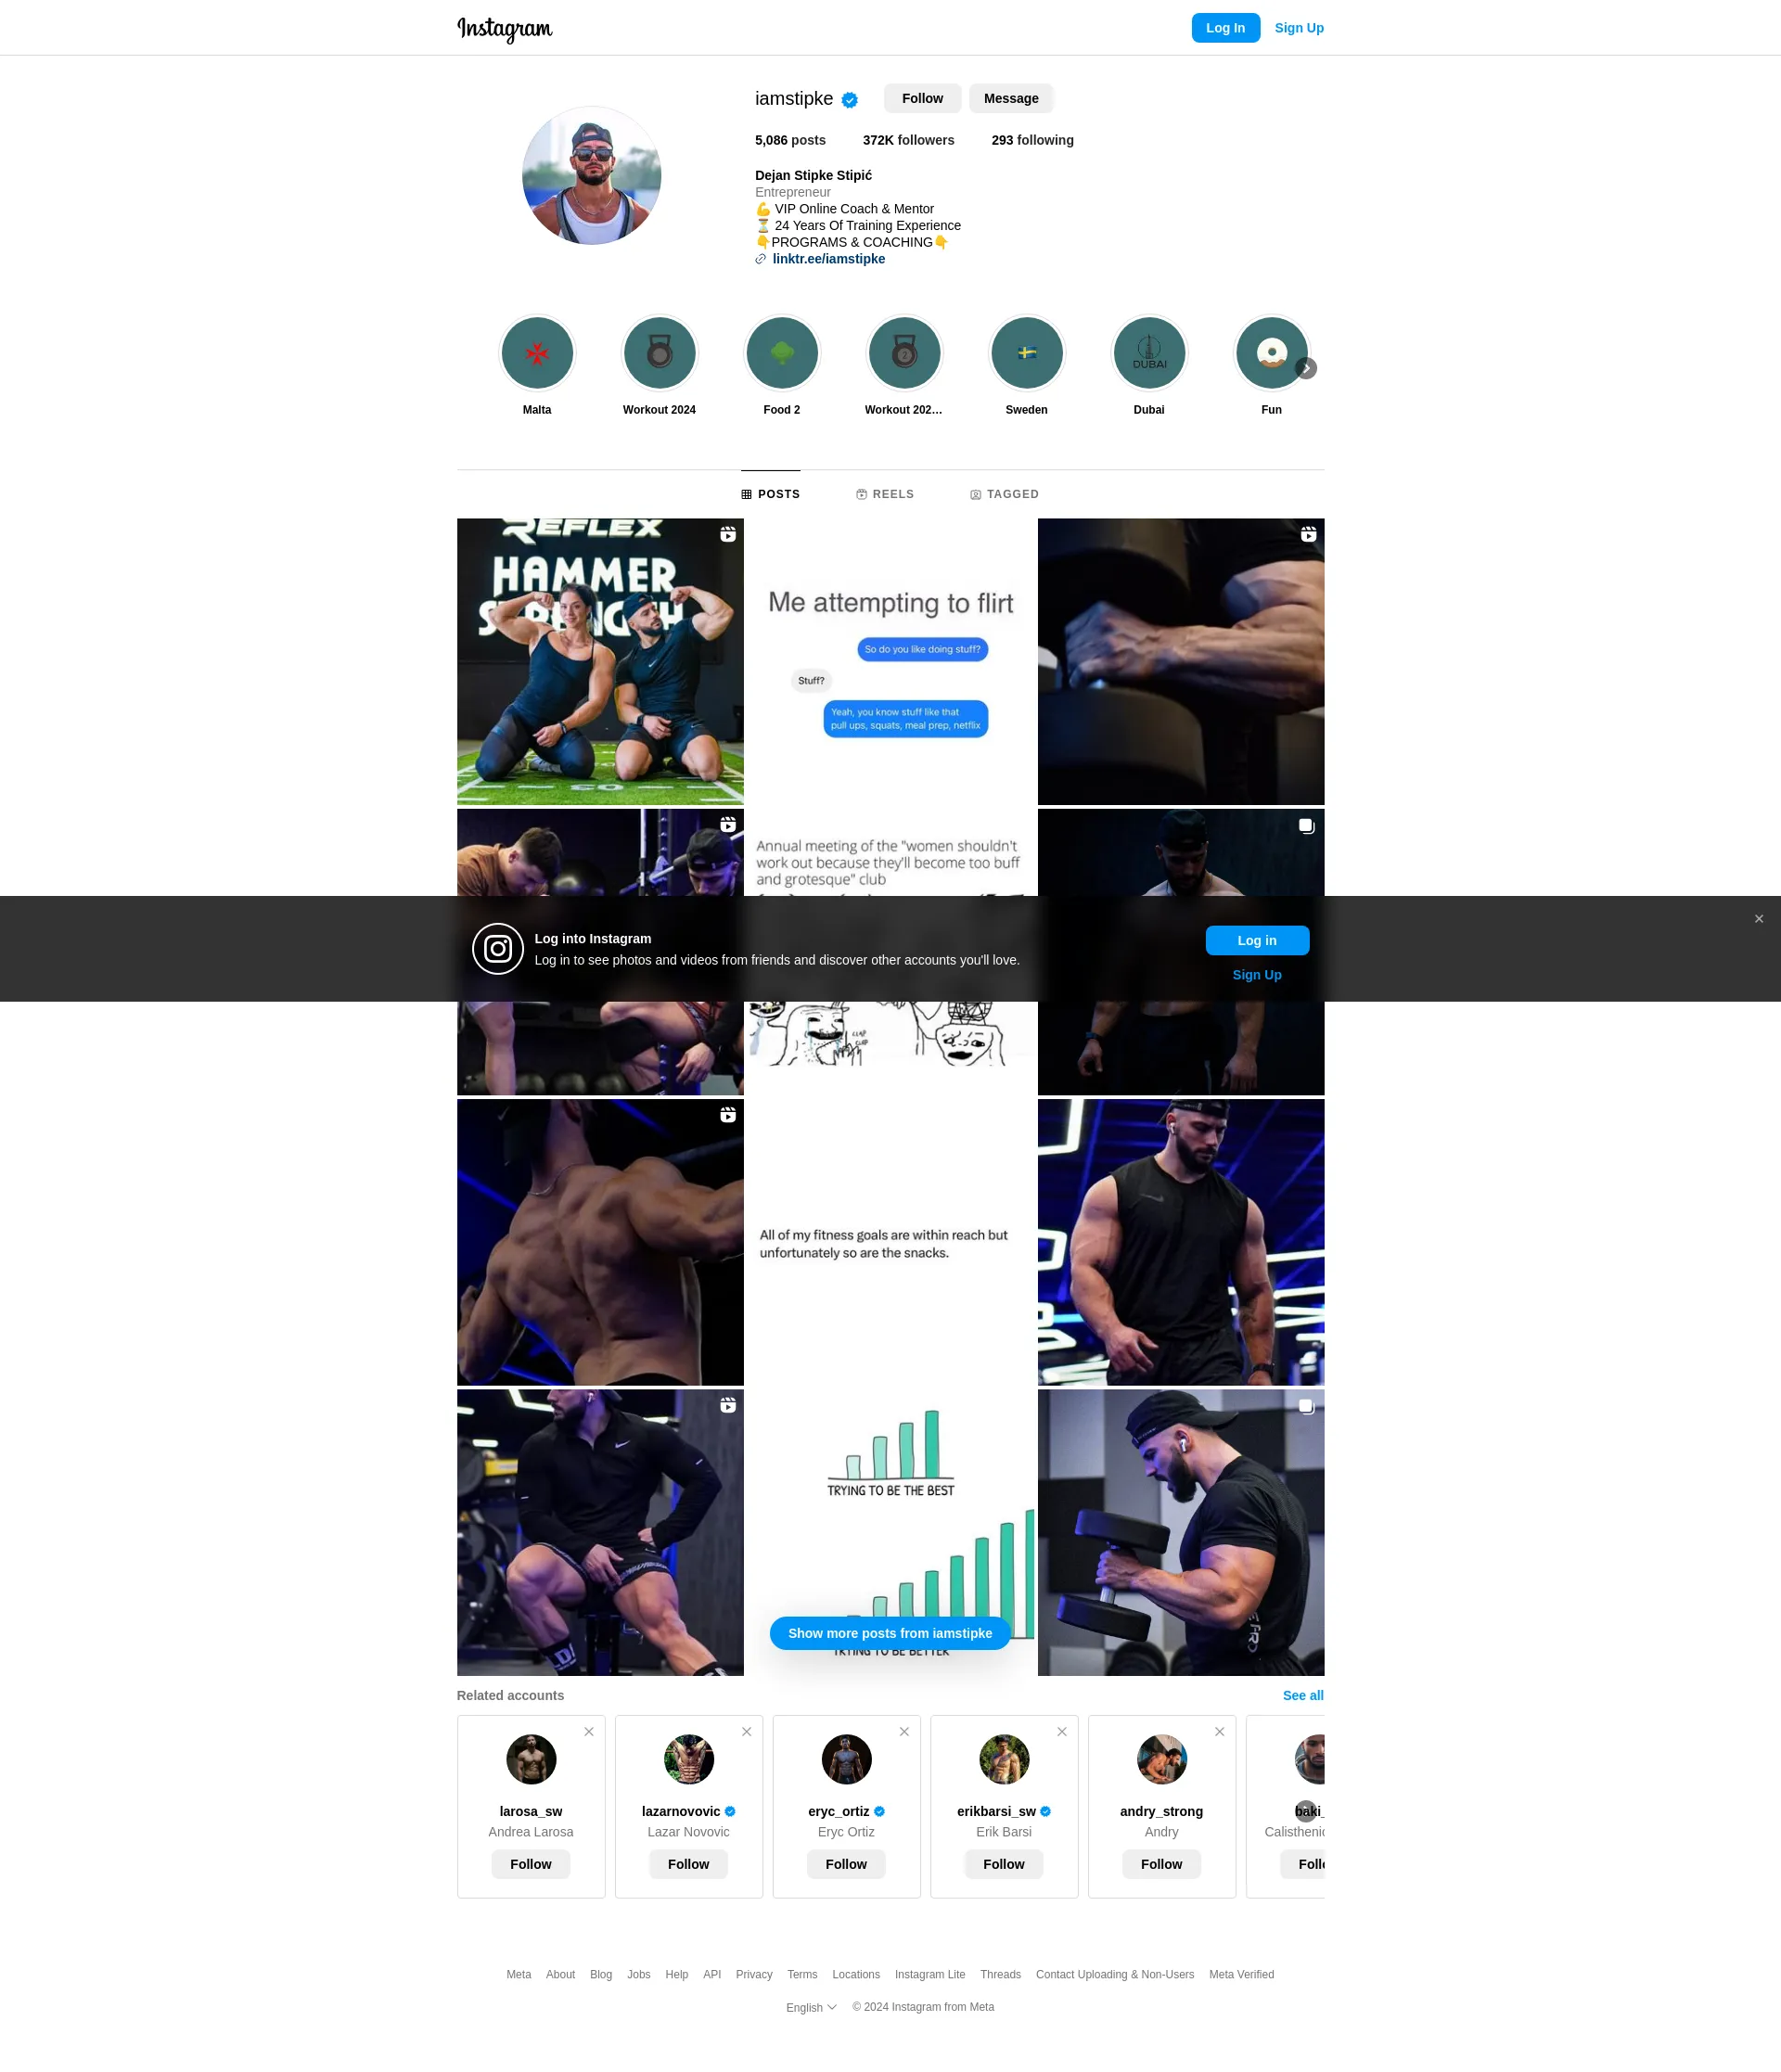 Instagram
Log In
Sign Up
iamstipke
Follow
Message
5,086 posts
372K followers
293 following
Dejan Stipke Stipić
Entrepreneur
💪 VIP Online Coach & Mentor
⏳ 24 Years Of Training Experience
👇PROGRAMS & COACHING👇
linktr.ee/iamstipke
2
DUBAI
Malta
Workout 2024
Food 2
Workout 202...
Sweden
Dubai
Fun
POSTS
REELS
TAGGED
REFLEX
HAMMER
Me attempting to flirt
So do you like doing stuff?
Stuff?
Yeah, you know stuff like that
pull ups, squats, meal prep, netflix
Annual meeting of the "women shouldn't
work out because they'll become too buff
and grotesque" club
Log into Instagram
Log in to see photos and videos from friends and discover other accounts you'll love.
Log in
Sign Up
All of my fitness goals are within reach but
unfortunately so are the snacks.
TRYING TO BE THE BEST
Show more posts from iamstipke
TRYING TO BE BETTER
Related accounts
See all
larosa_sw
Andrea Larosa
Follow
lazarnovovic
Lazar Novovic
Follow
eryc_ortiz
Eryc Ortiz
Follow
erikbarsi_sw
Erik Barsi
Follow
andry_strong
Andry
Follow
baki_
Calistheni
Foll
Meta
About
Blog
Jobs
Help
API
Privacy
Terms
Locations
Instagram Lite
Threads
Contact Uploading & Non-Users
Meta Verified
English
© 2024 Instagram from Meta